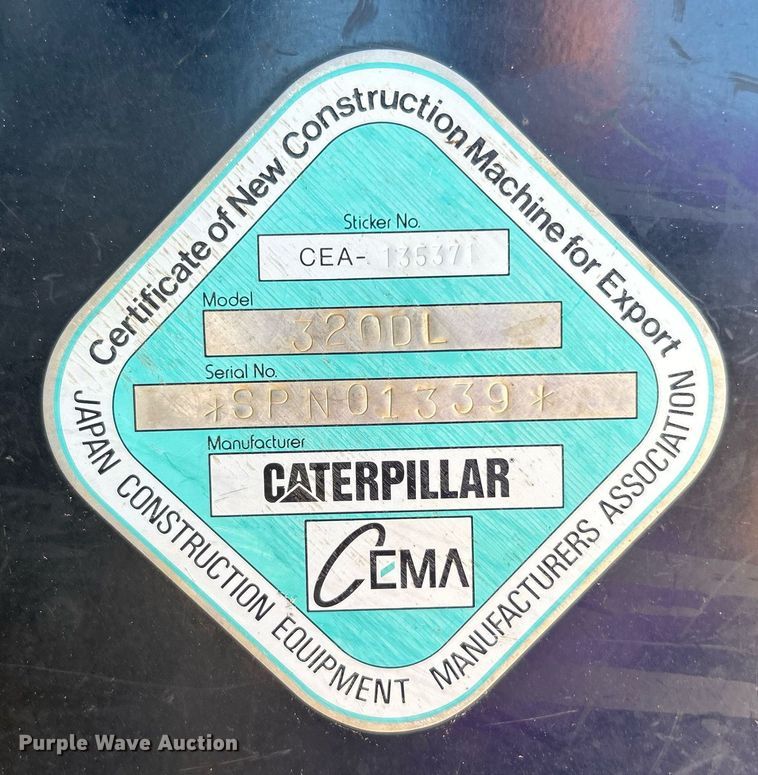 Certificate of New Construction Machine for Export
Sticker No.
CEA- 135371
Model
320DL
Serial No.
*SPN01339*
Manufacturer
CATERPILLAR
CEMA
JAPAN CONSTRUCTION EQUIPMENT MANUFACTURERS ASSOCIATION
Purple Wave Auction